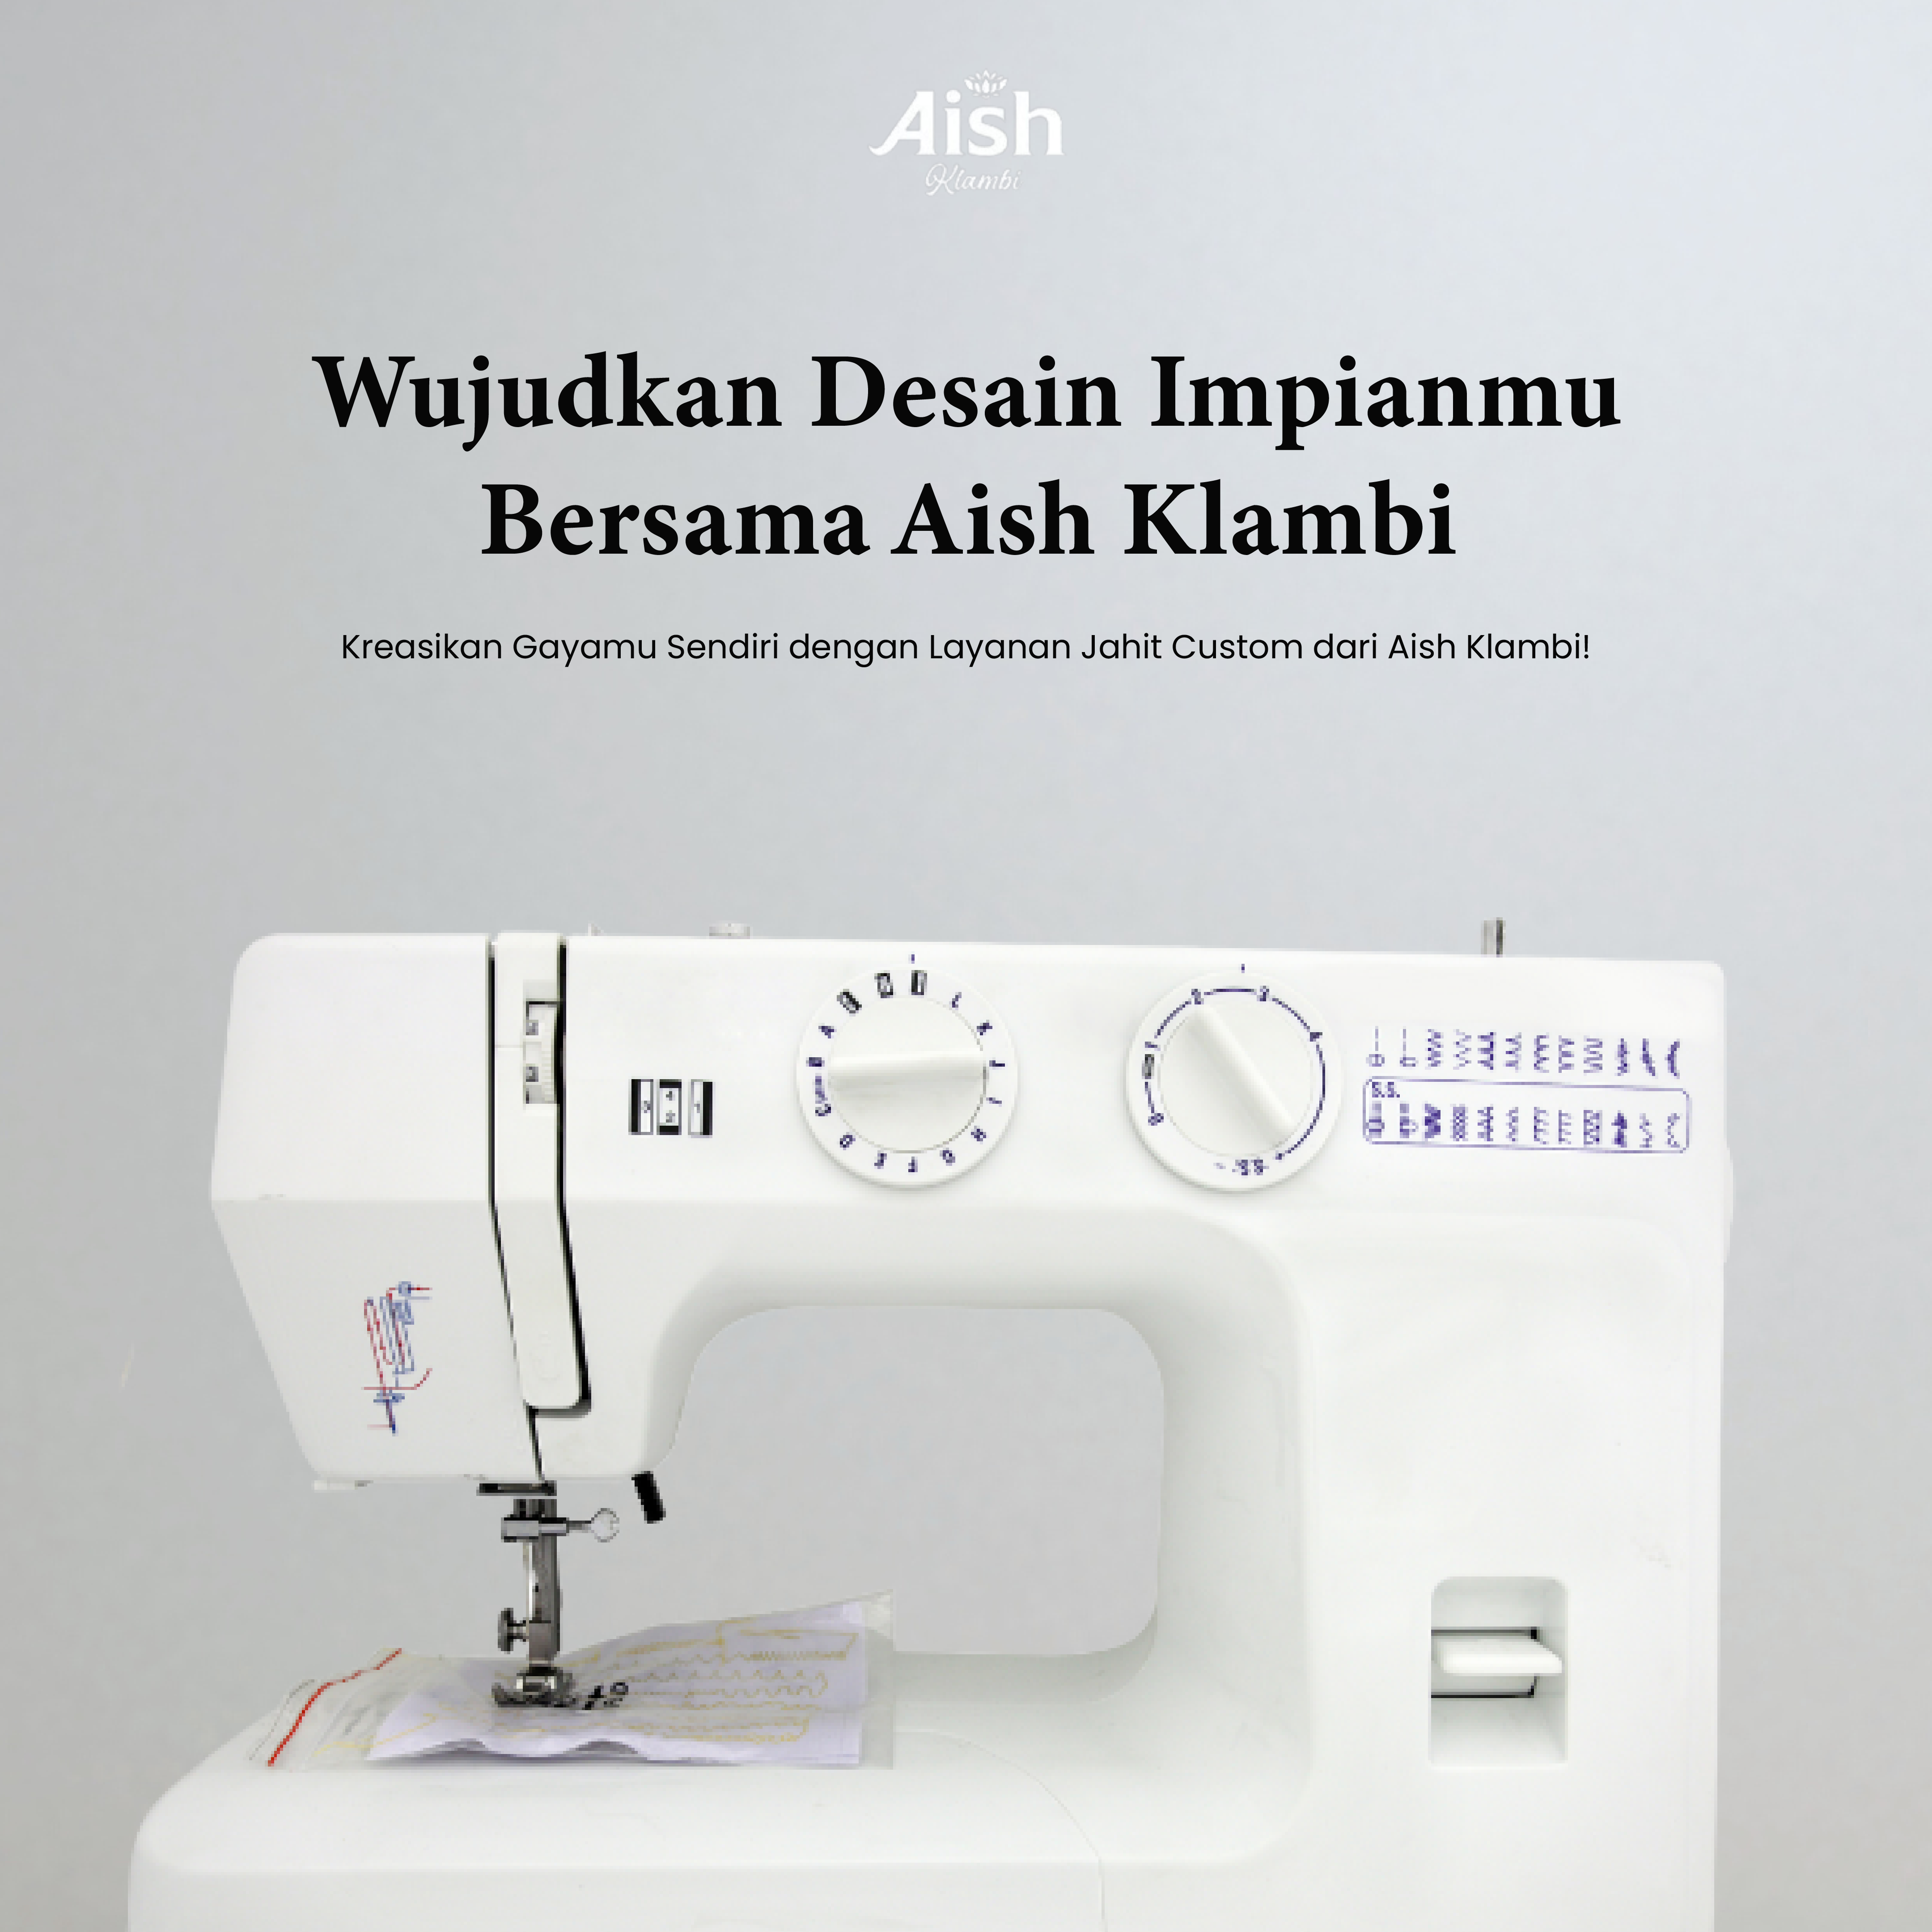 Aish
Klambi
Wujudkan Desain Impianmu
Bersama Aish Klambi
Kreasikan Gayamu Sendiri dengan Layanan Jahit Custom dari Aish Klambi!
S.S.